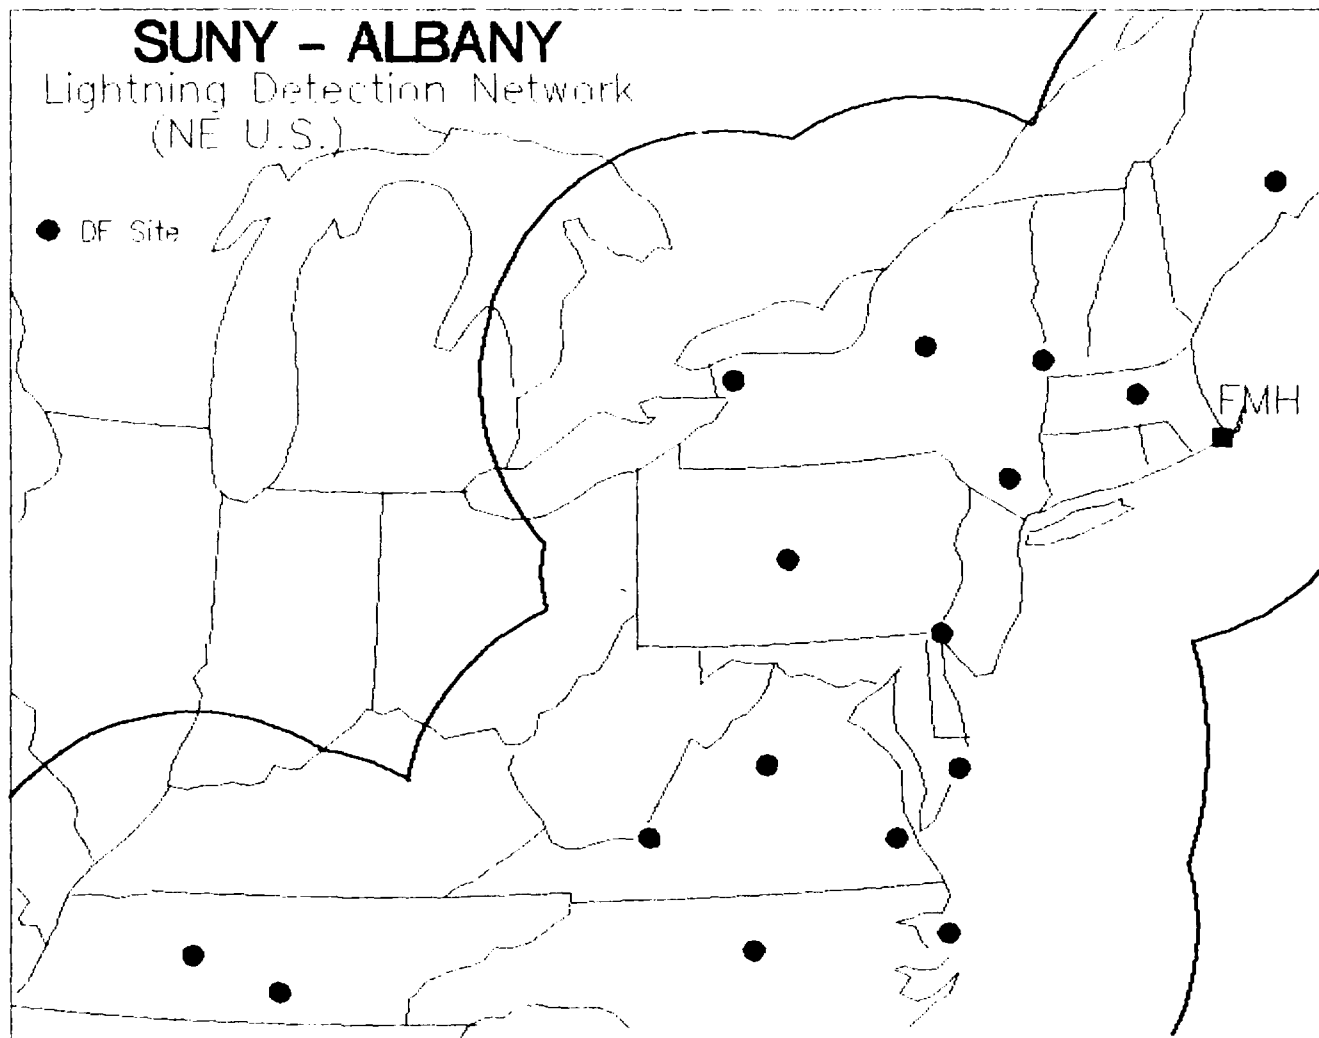 SUNY - ALBANY
Lightning Detection Network
(NE U.S.)
DF Site
FMH